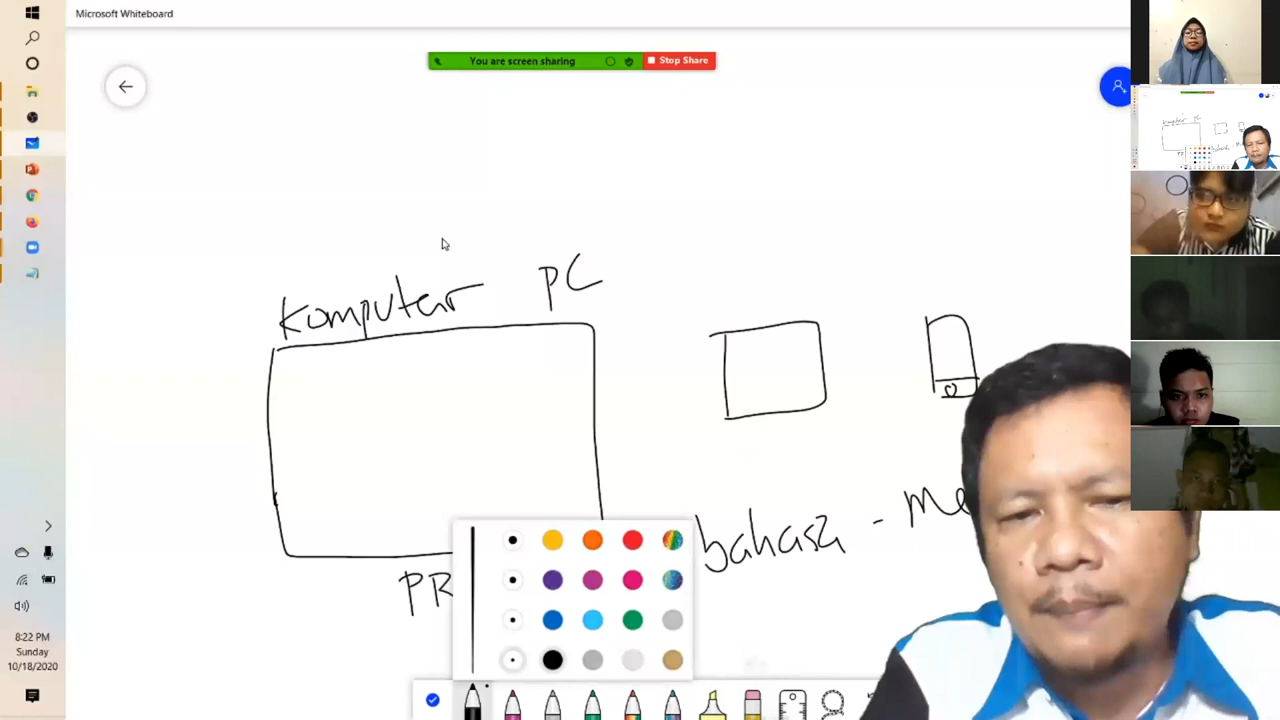 Microsoft Whiteboard
You are screen sharing
Stop Share
Komputer PC
bahasa - Me
PR
8:22 PM
Sunday
10/18/2020